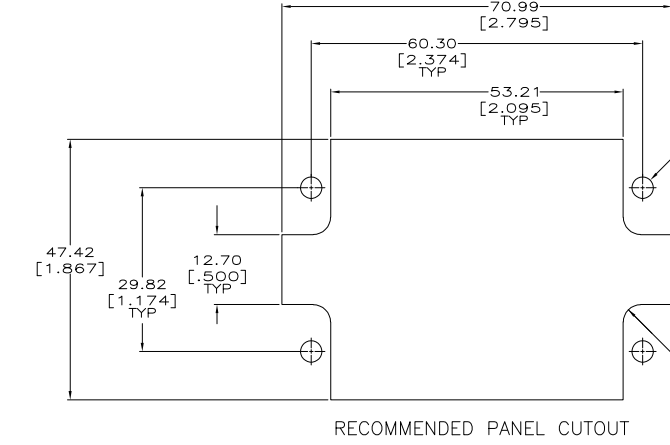 70.99
[2.795]
60.30
[2.374]
TYP
53.21
[2.095]
TYP
47.42
[1.867]
12.70
[.500]
TYP
29.82
[1.174]
TYP
RECOMMENDED PANEL CUTOUT